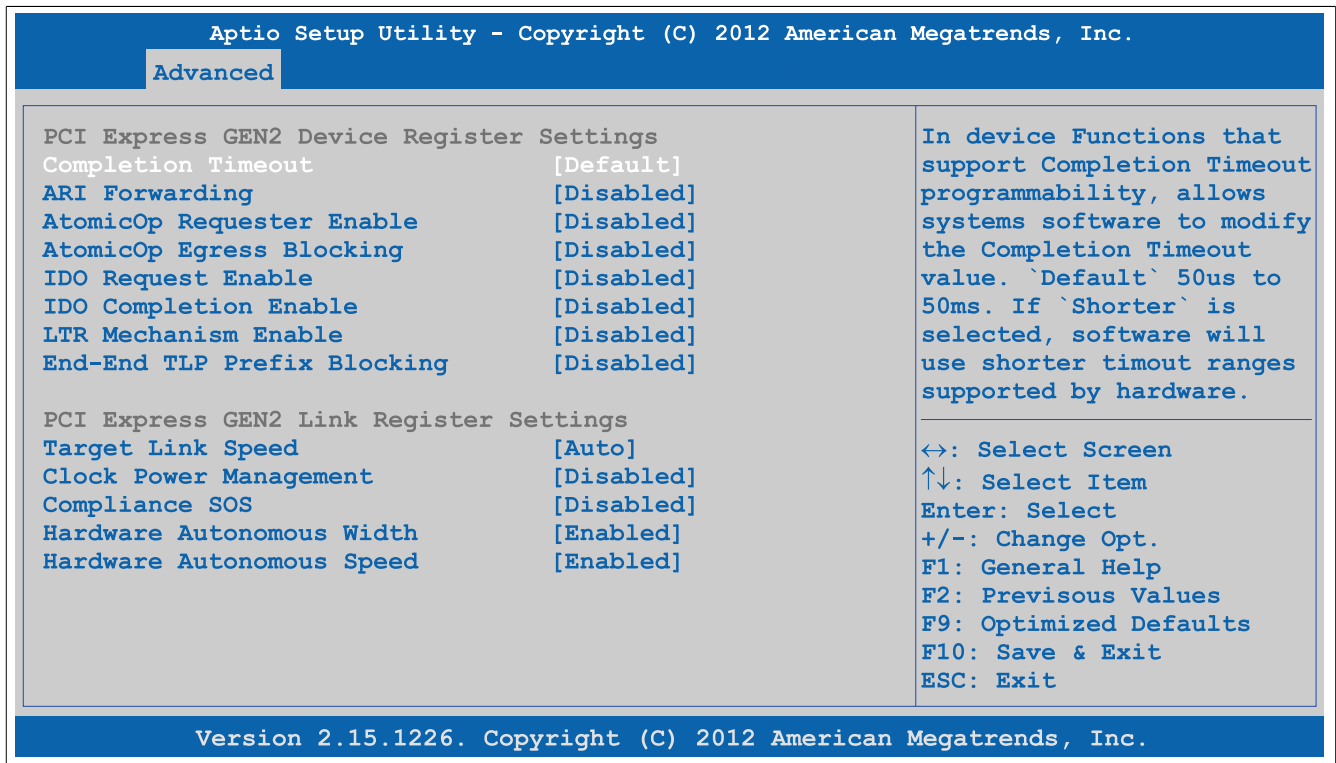 Aptio Setup Utility - Copyright (C) 2012 American Megatrends, Inc.
Advanced
PCI Express GEN2 Device Register Settings
Completion Timeout [Default]
ARI Forwarding [Disabled]
AtomicOp Requester Enable [Disabled]
AtomicOp Egress Blocking [Disabled]
IDO Request Enable [Disabled]
IDO Completion Enable [Disabled]
LTR Mechanism Enable [Disabled]
End-End TLP Prefix Blocking [Disabled]
PCI Express GEN2 Link Register Settings
Target Link Speed [Auto]
Clock Power Management [Disabled]
Compliance SOS [Disabled]
Hardware Autonomous Width [Enabled]
Hardware Autonomous Speed [Enabled]
In device Functions that
support Completion Timeout
programmability, allows
systems software to modify
the Completion Timeout
value. `Default` 50us to
50ms. If `Shorter` is
selected, software will
use shorter timout ranges
supported by hardware.
↔: Select Screen
↑↓: Select Item
Enter: Select
+/-: Change Opt.
F1: General Help
F2: Previsous Values
F9: Optimized Defaults
F10: Save & Exit
ESC: Exit
Version 2.15.1226. Copyright (C) 2012 American Megatrends, Inc.